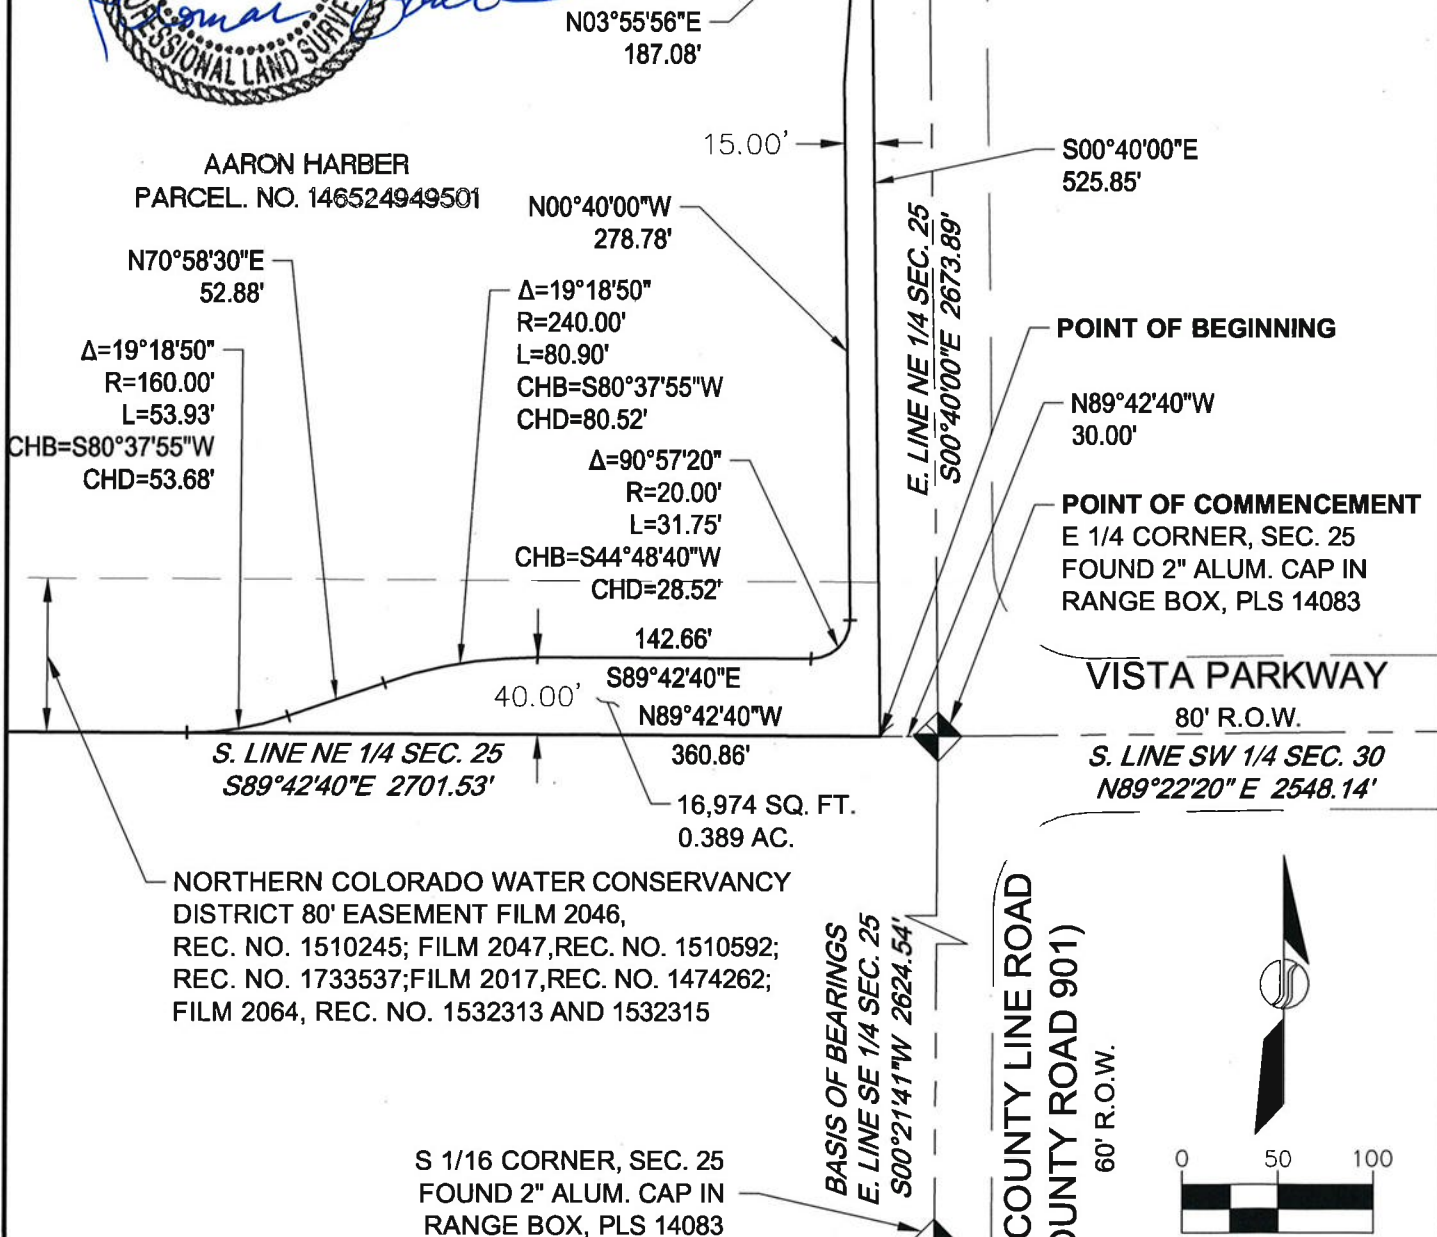 OFESSIONAL LAND SURVE
N03°55'56"E
187.08'
15.00'
S00°40'00"E
525.85'
AARON HARBER
PARCEL. NO. 146524949501
N00°40'00"W
278.78'
N70°58'30"E
52.88'
Δ=19°18'50"
R=240.00'
L=80.90'
CHB=S80°37'55"W
CHD=80.52'
Δ=19°18'50"
R=160.00'
L=53.93'
CHB=S80°37'55"W
CHD=53.68'
E. LINE NE 1/4 SEC. 25
S00°40'00"E 2673.89'
POINT OF BEGINNING
N89°42'40"W
30.00'
Δ=90°57'20"
R=20.00'
L=31.75'
CHB=S44°48'40"W
CHD=28.52'
POINT OF COMMENCEMENT
E 1/4 CORNER, SEC. 25
FOUND 2" ALUM. CAP IN
RANGE BOX, PLS 14083
142.66'
S89°42'40"E
40.00'
N89°42'40"W
360.86'
VISTA PARKWAY
80' R.O.W.
S. LINE SW 1/4 SEC. 30
N89°22'20"E 2548.14'
S. LINE NE 1/4 SEC. 25
S89°42'40"E 2701.53'
16,974 SQ. FT.
0.389 AC.
NORTHERN COLORADO WATER CONSERVANCY
DISTRICT 80' EASEMENT FILM 2046,
REC. NO. 1510245; FILM 2047,REC. NO. 1510592;
REC. NO. 1733537;FILM 2017,REC. NO. 1474262;
FILM 2064, REC. NO. 1532313 AND 1532315
BASIS OF BEARINGS
E. LINE SE 1/4 SEC. 25
S00°21'41"W 2624.54'
COUNTY LINE ROAD
OUNTY ROAD 901)
60' R.O.W.
S 1/16 CORNER, SEC. 25
FOUND 2" ALUM. CAP IN
RANGE BOX, PLS 14083
0 50 100